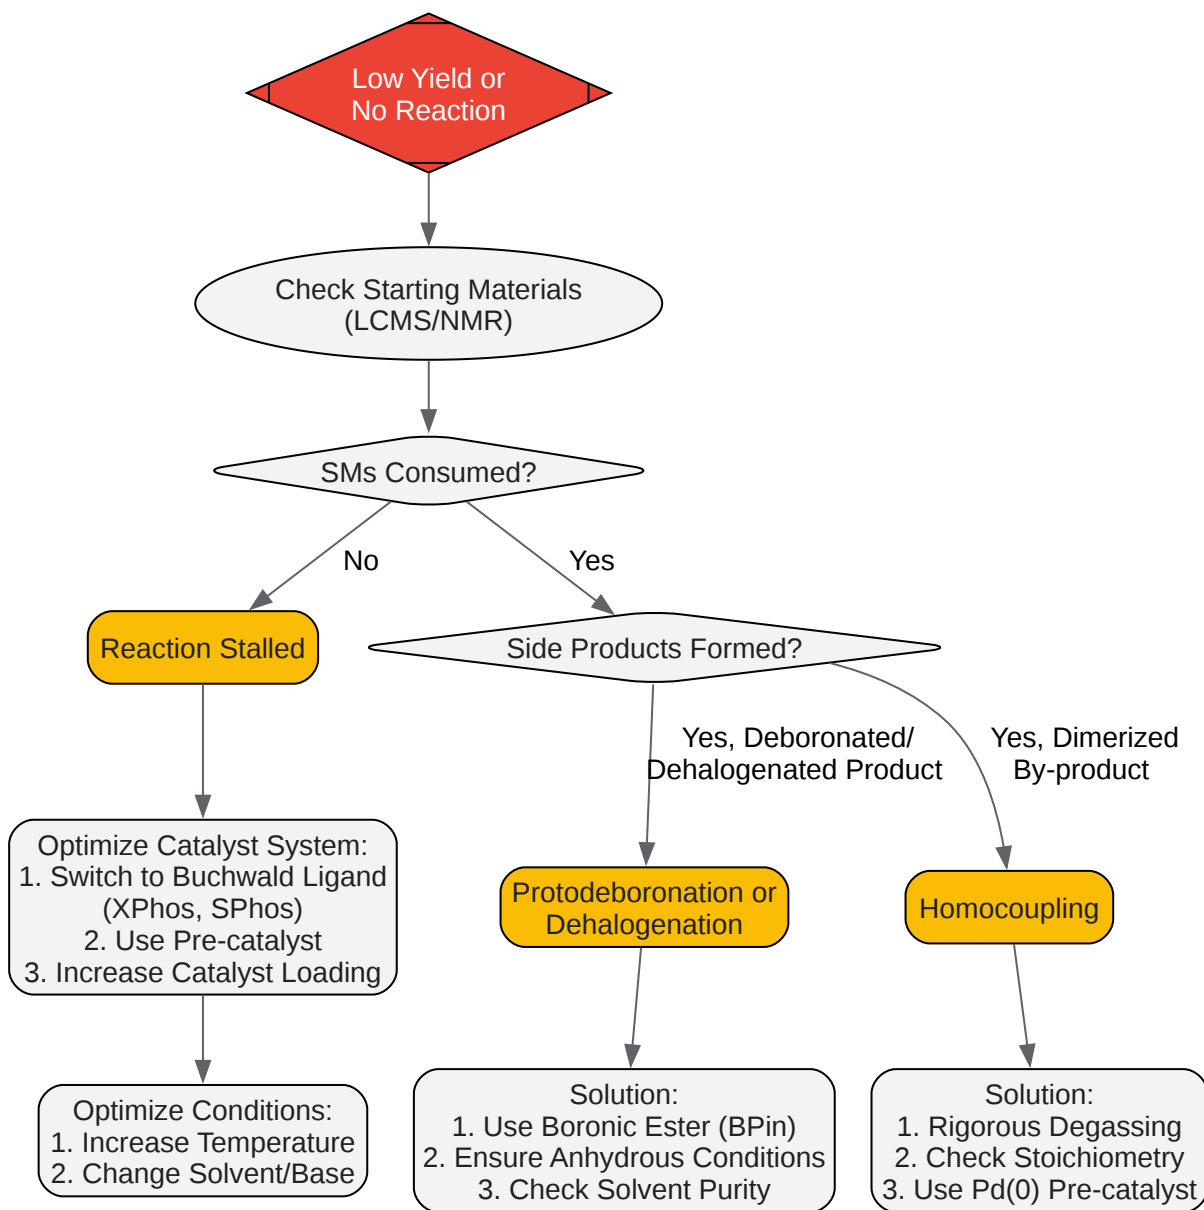 Low Yield or
No Reaction
Check Starting Materials
(LCMS/NMR)
SMs Consumed?
No
Yes
Reaction Stalled
Side Products Formed?
Yes, Deboronated/
Dehalogenated Product
Yes, Dimerized
By-product
Optimize Catalyst System:
1. Switch to Buchwald Ligand
(XPhos, SPhos)
2. Use Pre-catalyst
3. Increase Catalyst Loading
Protodeboronation or
Dehalogenation
Homocoupling
Optimize Conditions:
1. Increase Temperature
2. Change Solvent/Base
Solution:
1. Use Boronic Ester (BPin)
2. Ensure Anhydrous Conditions
3. Check Solvent Purity
Solution:
1. Rigorous Degassing
2. Check Stoichiometry
3. Use Pd(0) Pre-catalyst